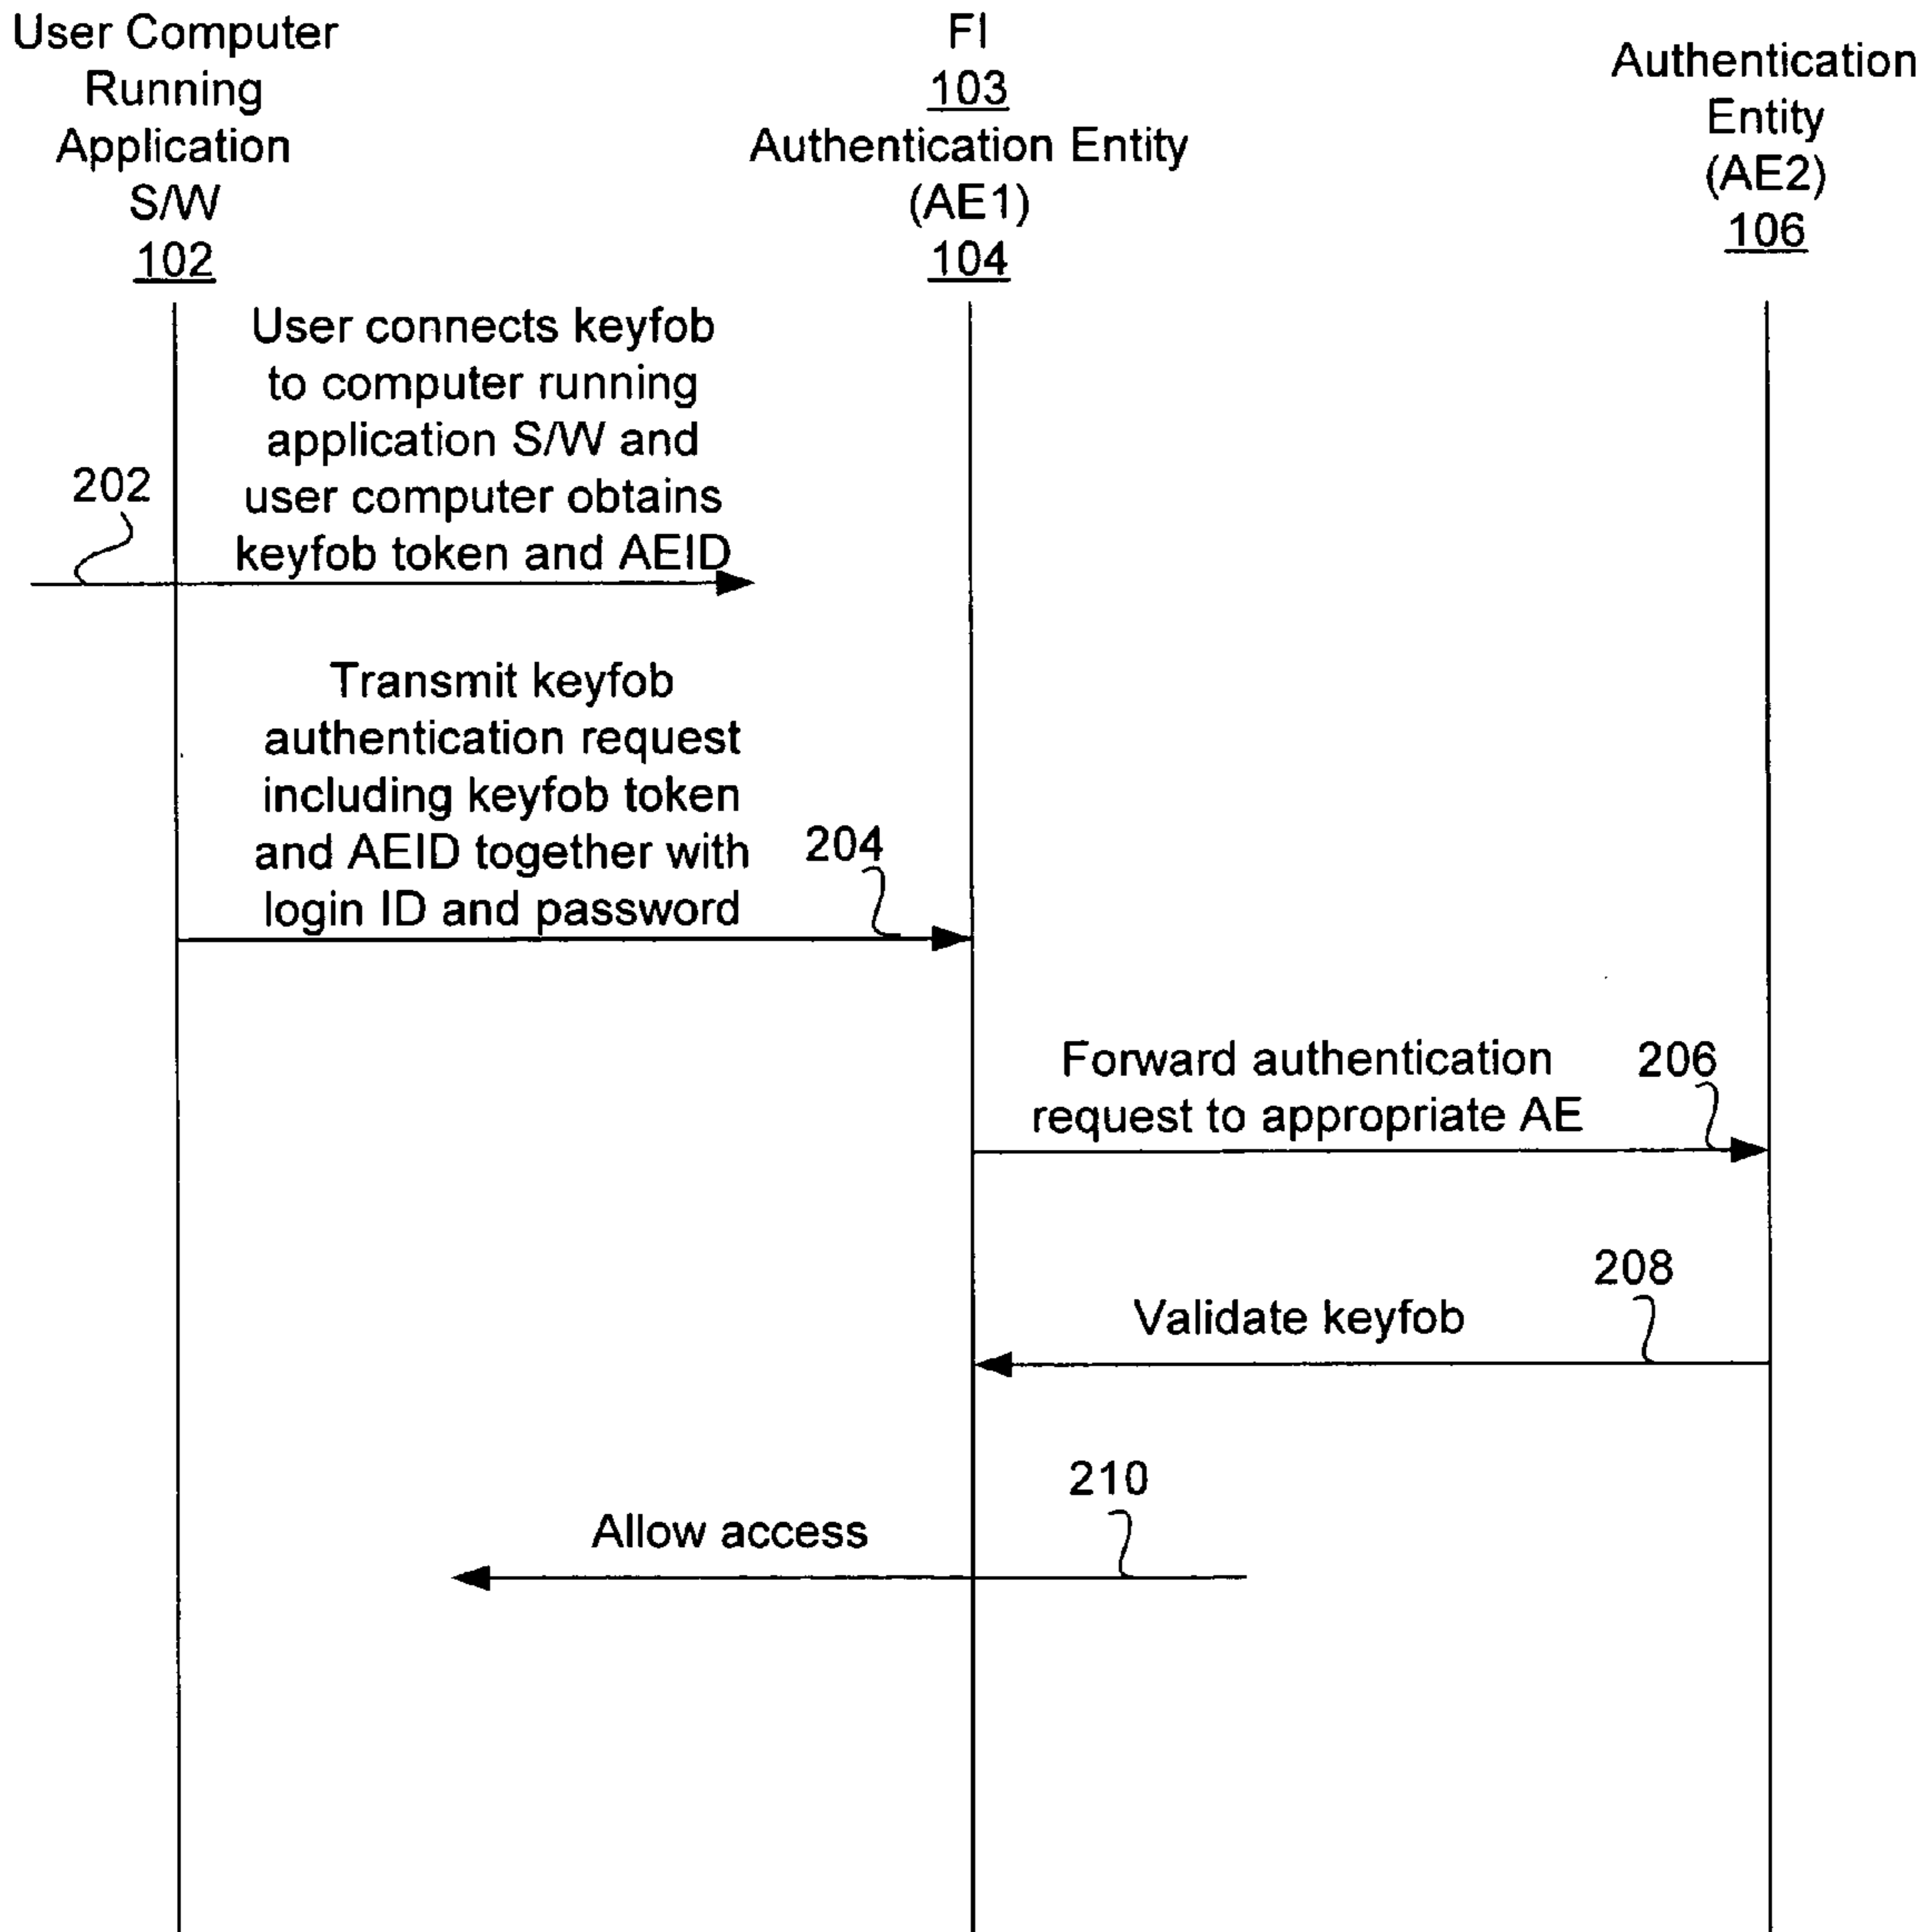 User Computer
Running
Application
S/W
102
FI
103
Authentication Entity
(AE1)
104
Authentication
Entity
(AE2)
106
User connects keyfob
to computer running
application S/W and
user computer obtains
keyfob token and AEID
202
Transmit keyfob
authentication request
including keyfob token
and AEID together with
login ID and password
204
Forward authentication
request to appropriate AE
206
208
Validate keyfob
210
Allow access